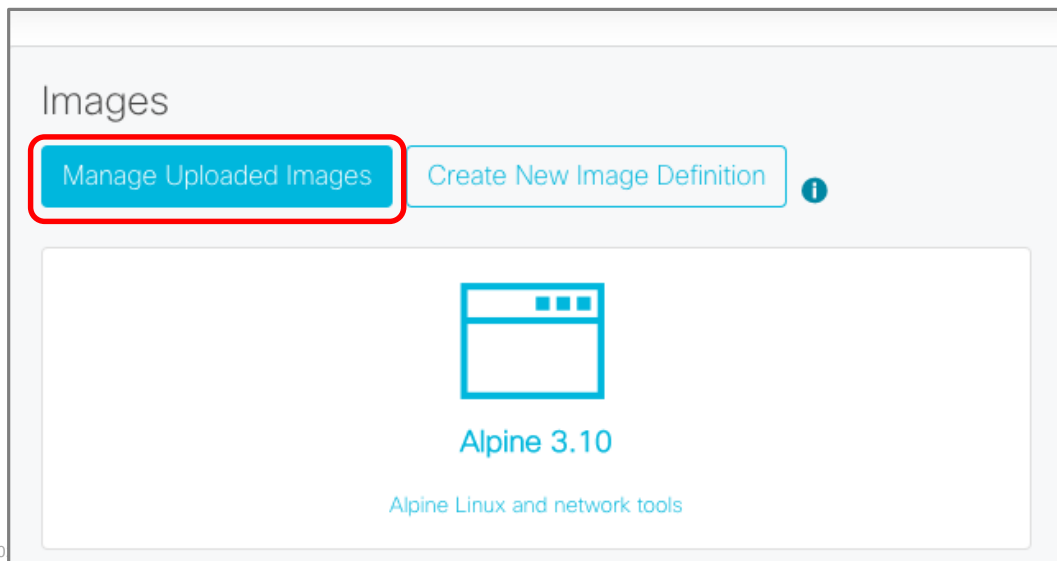 Images
Manage Uploaded Images
Create New Image Definition
i
Alpine 3.10
Alpine Linux and network tools